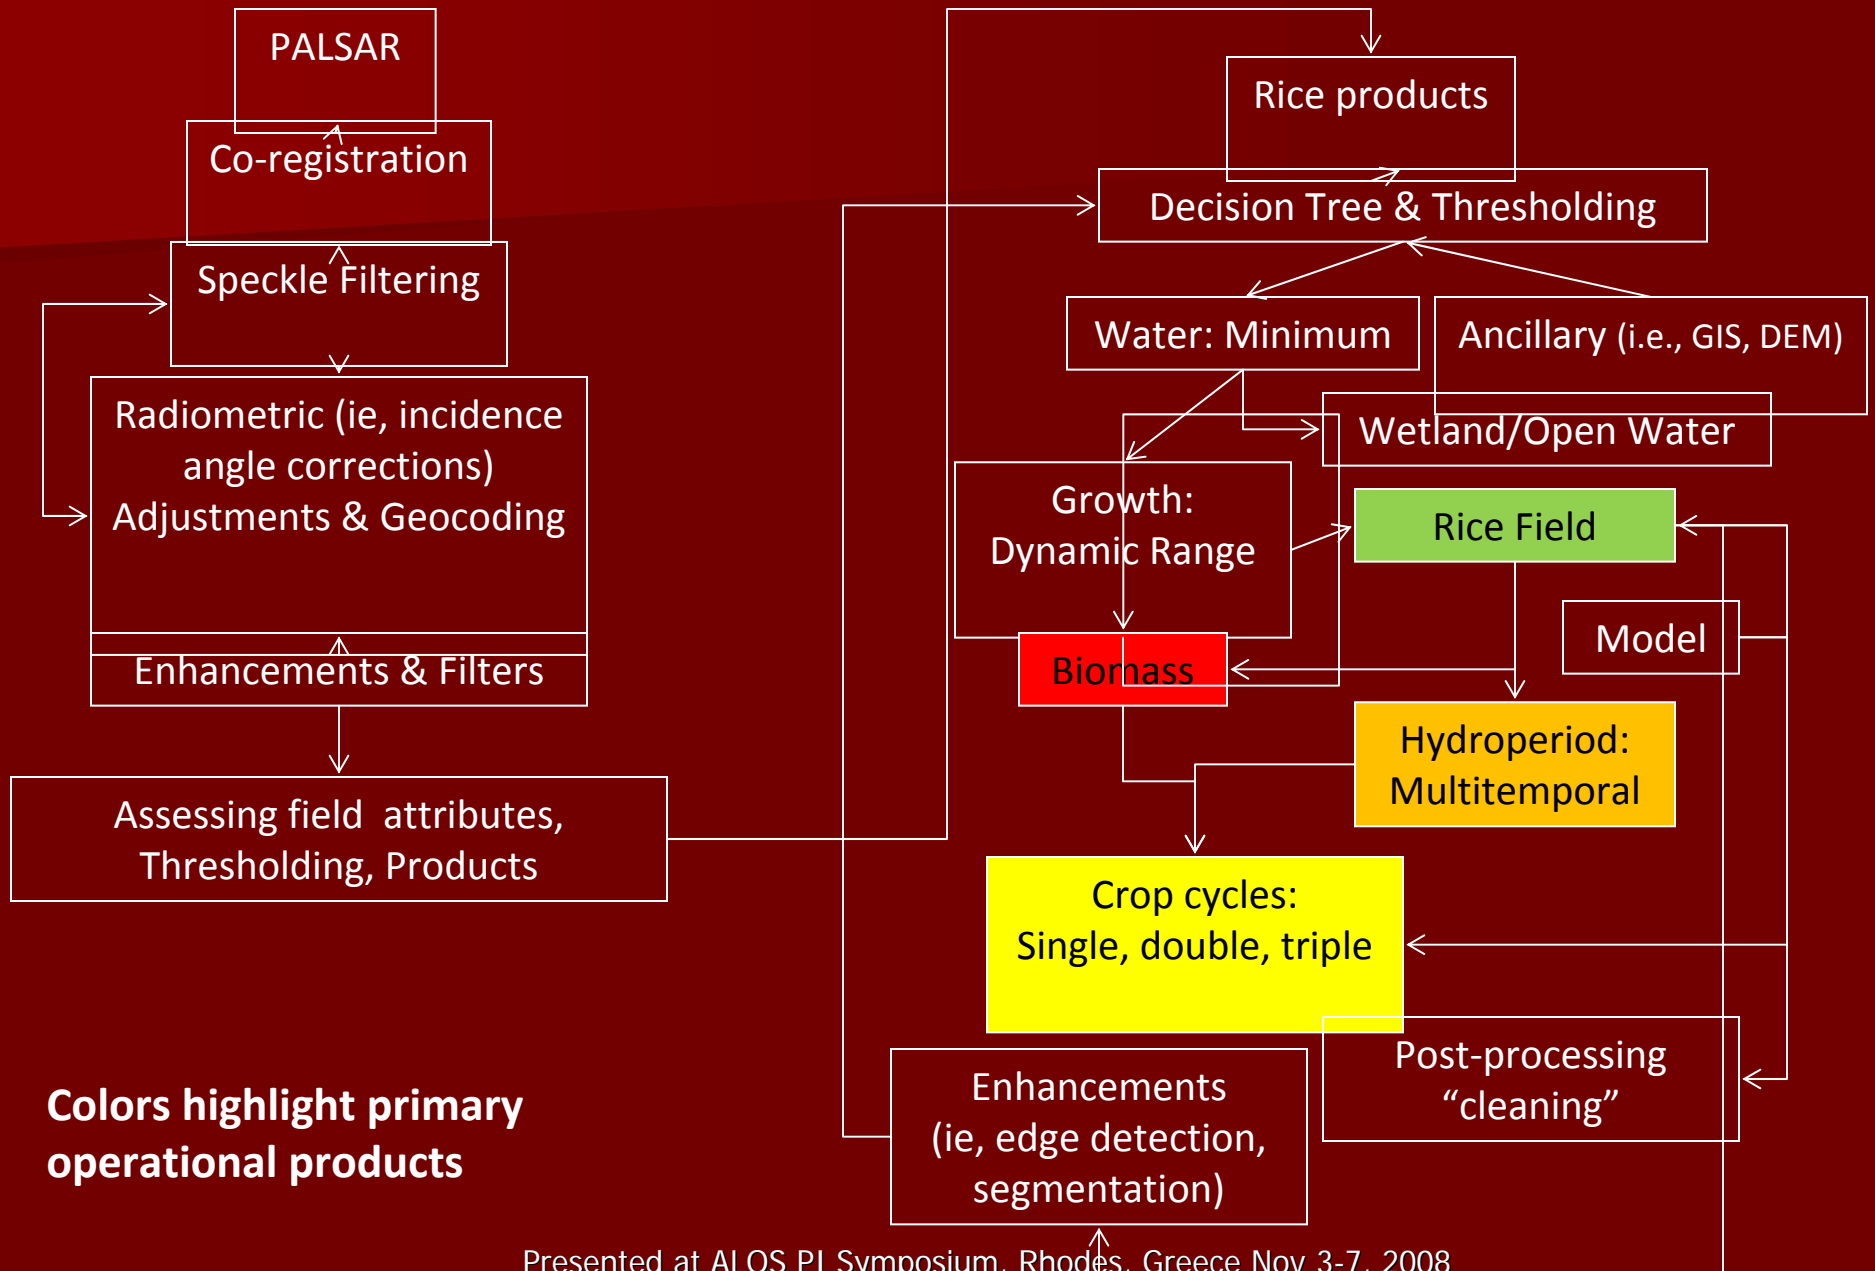 PALSAR
Co-registration
Speckle Filtering
Radiometric (ie, incidence
angle corrections)
Adjustments & Geocoding
Enhancements & Filters
Assessing field attributes,
Thresholding, Products
Colors highlight primary
operational products
Rice products
Decision Tree & Thresholding
Water: Minimum
Ancillary (i.e., GIS, DEM)
Wetland/Open Water
Growth:
Dynamic Range
Rice Field
Model
Biomass
Hydroperiod:
Multitemporal
Crop cycles:
Single, double, triple
Post-processing
“cleaning”
Enhancements
(ie, edge detection,
segmentation)
Presented at ALOS PI Symposium, Rhodes, Greece Nov 3-7, 2008